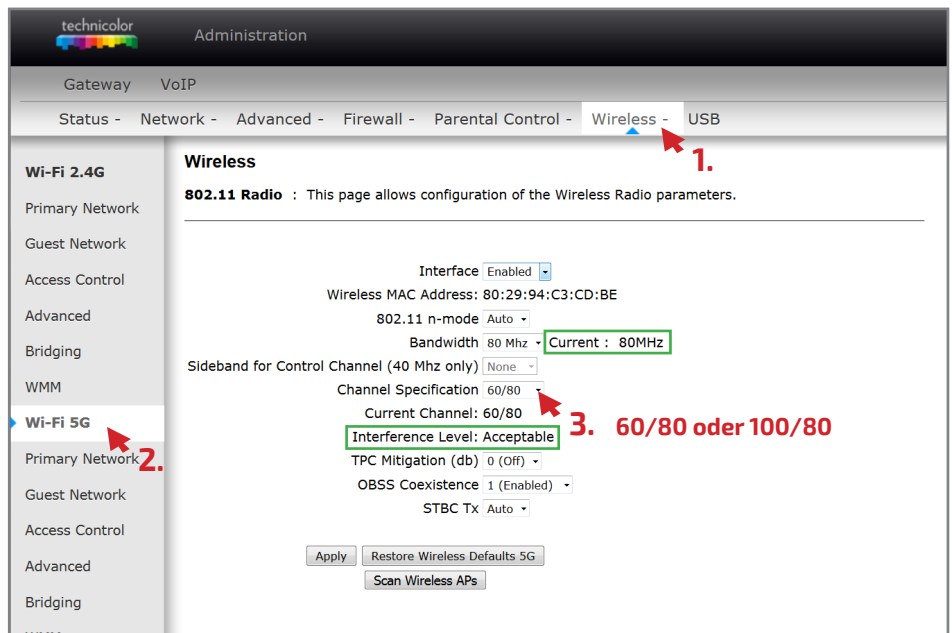 technicolor
Administration
Gateway VoIP
Status - Network - Advanced - Firewall - Parental Control - Wireless - USB
1.
Wi-Fi 2.4G
Primary Network
Guest Network
Access Control
Advanced
Bridging
WMM
Wi-Fi 5G
2.
Primary Network
Guest Network
Access Control
Advanced
Bridging
Wireless
802.11 Radio : This page allows configuration of the Wireless Radio parameters.
Interface Enabled
Wireless MAC Address: 80:29:94:C3:CD:BE
802.11 n-mode Auto
Bandwidth 80 Mhz Current : 80MHz
Sideband for Control Channel (40 Mhz only) None
Channel Specification 60/80
Current Channel: 60/80
3. 60/80 oder 100/80
Interference Level: Acceptable
TPC Mitigation (db) 0 (Off)
OBSS Coexistence 1 (Enabled)
STBC Tx Auto
Apply Restore Wireless Defaults 5G
Scan Wireless APs